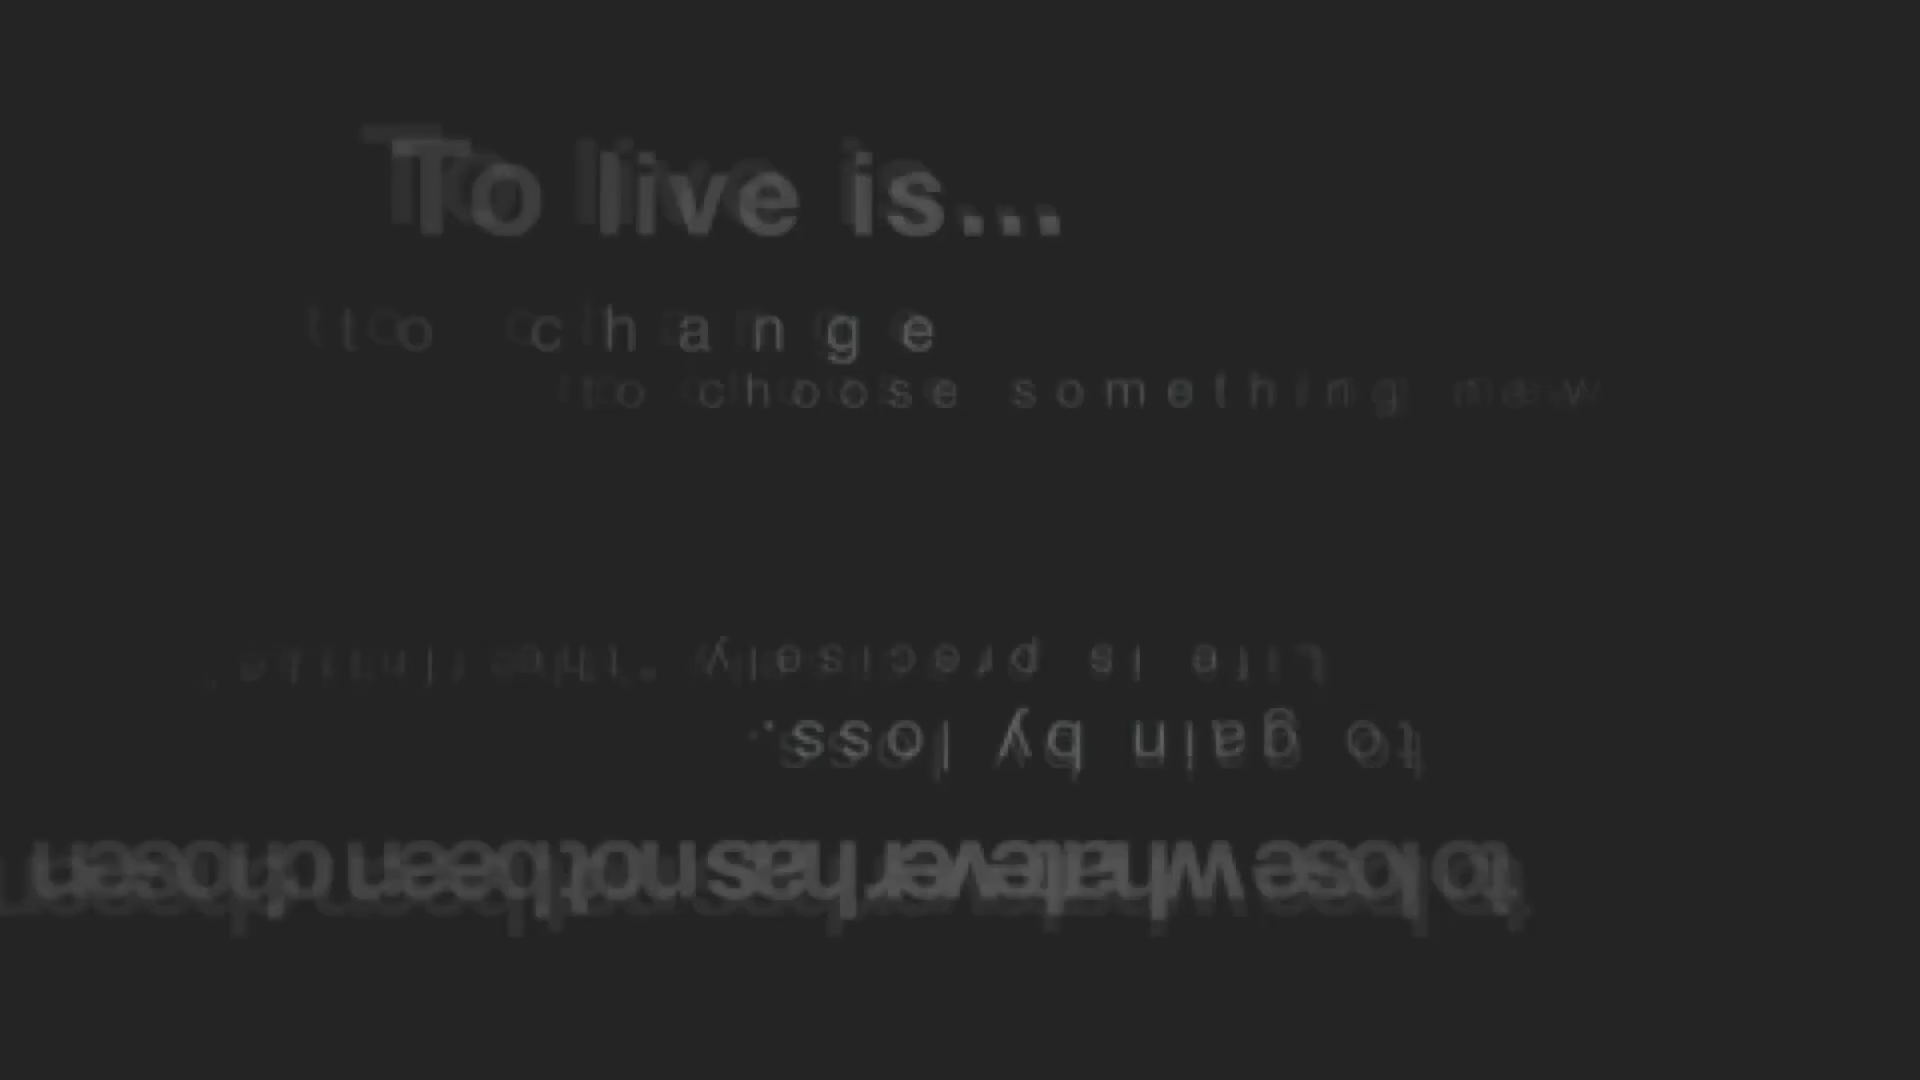 To live is...
to change
to choose something new
to lose whatever has not been chosen
to gain by loss.
Life is precisely "the